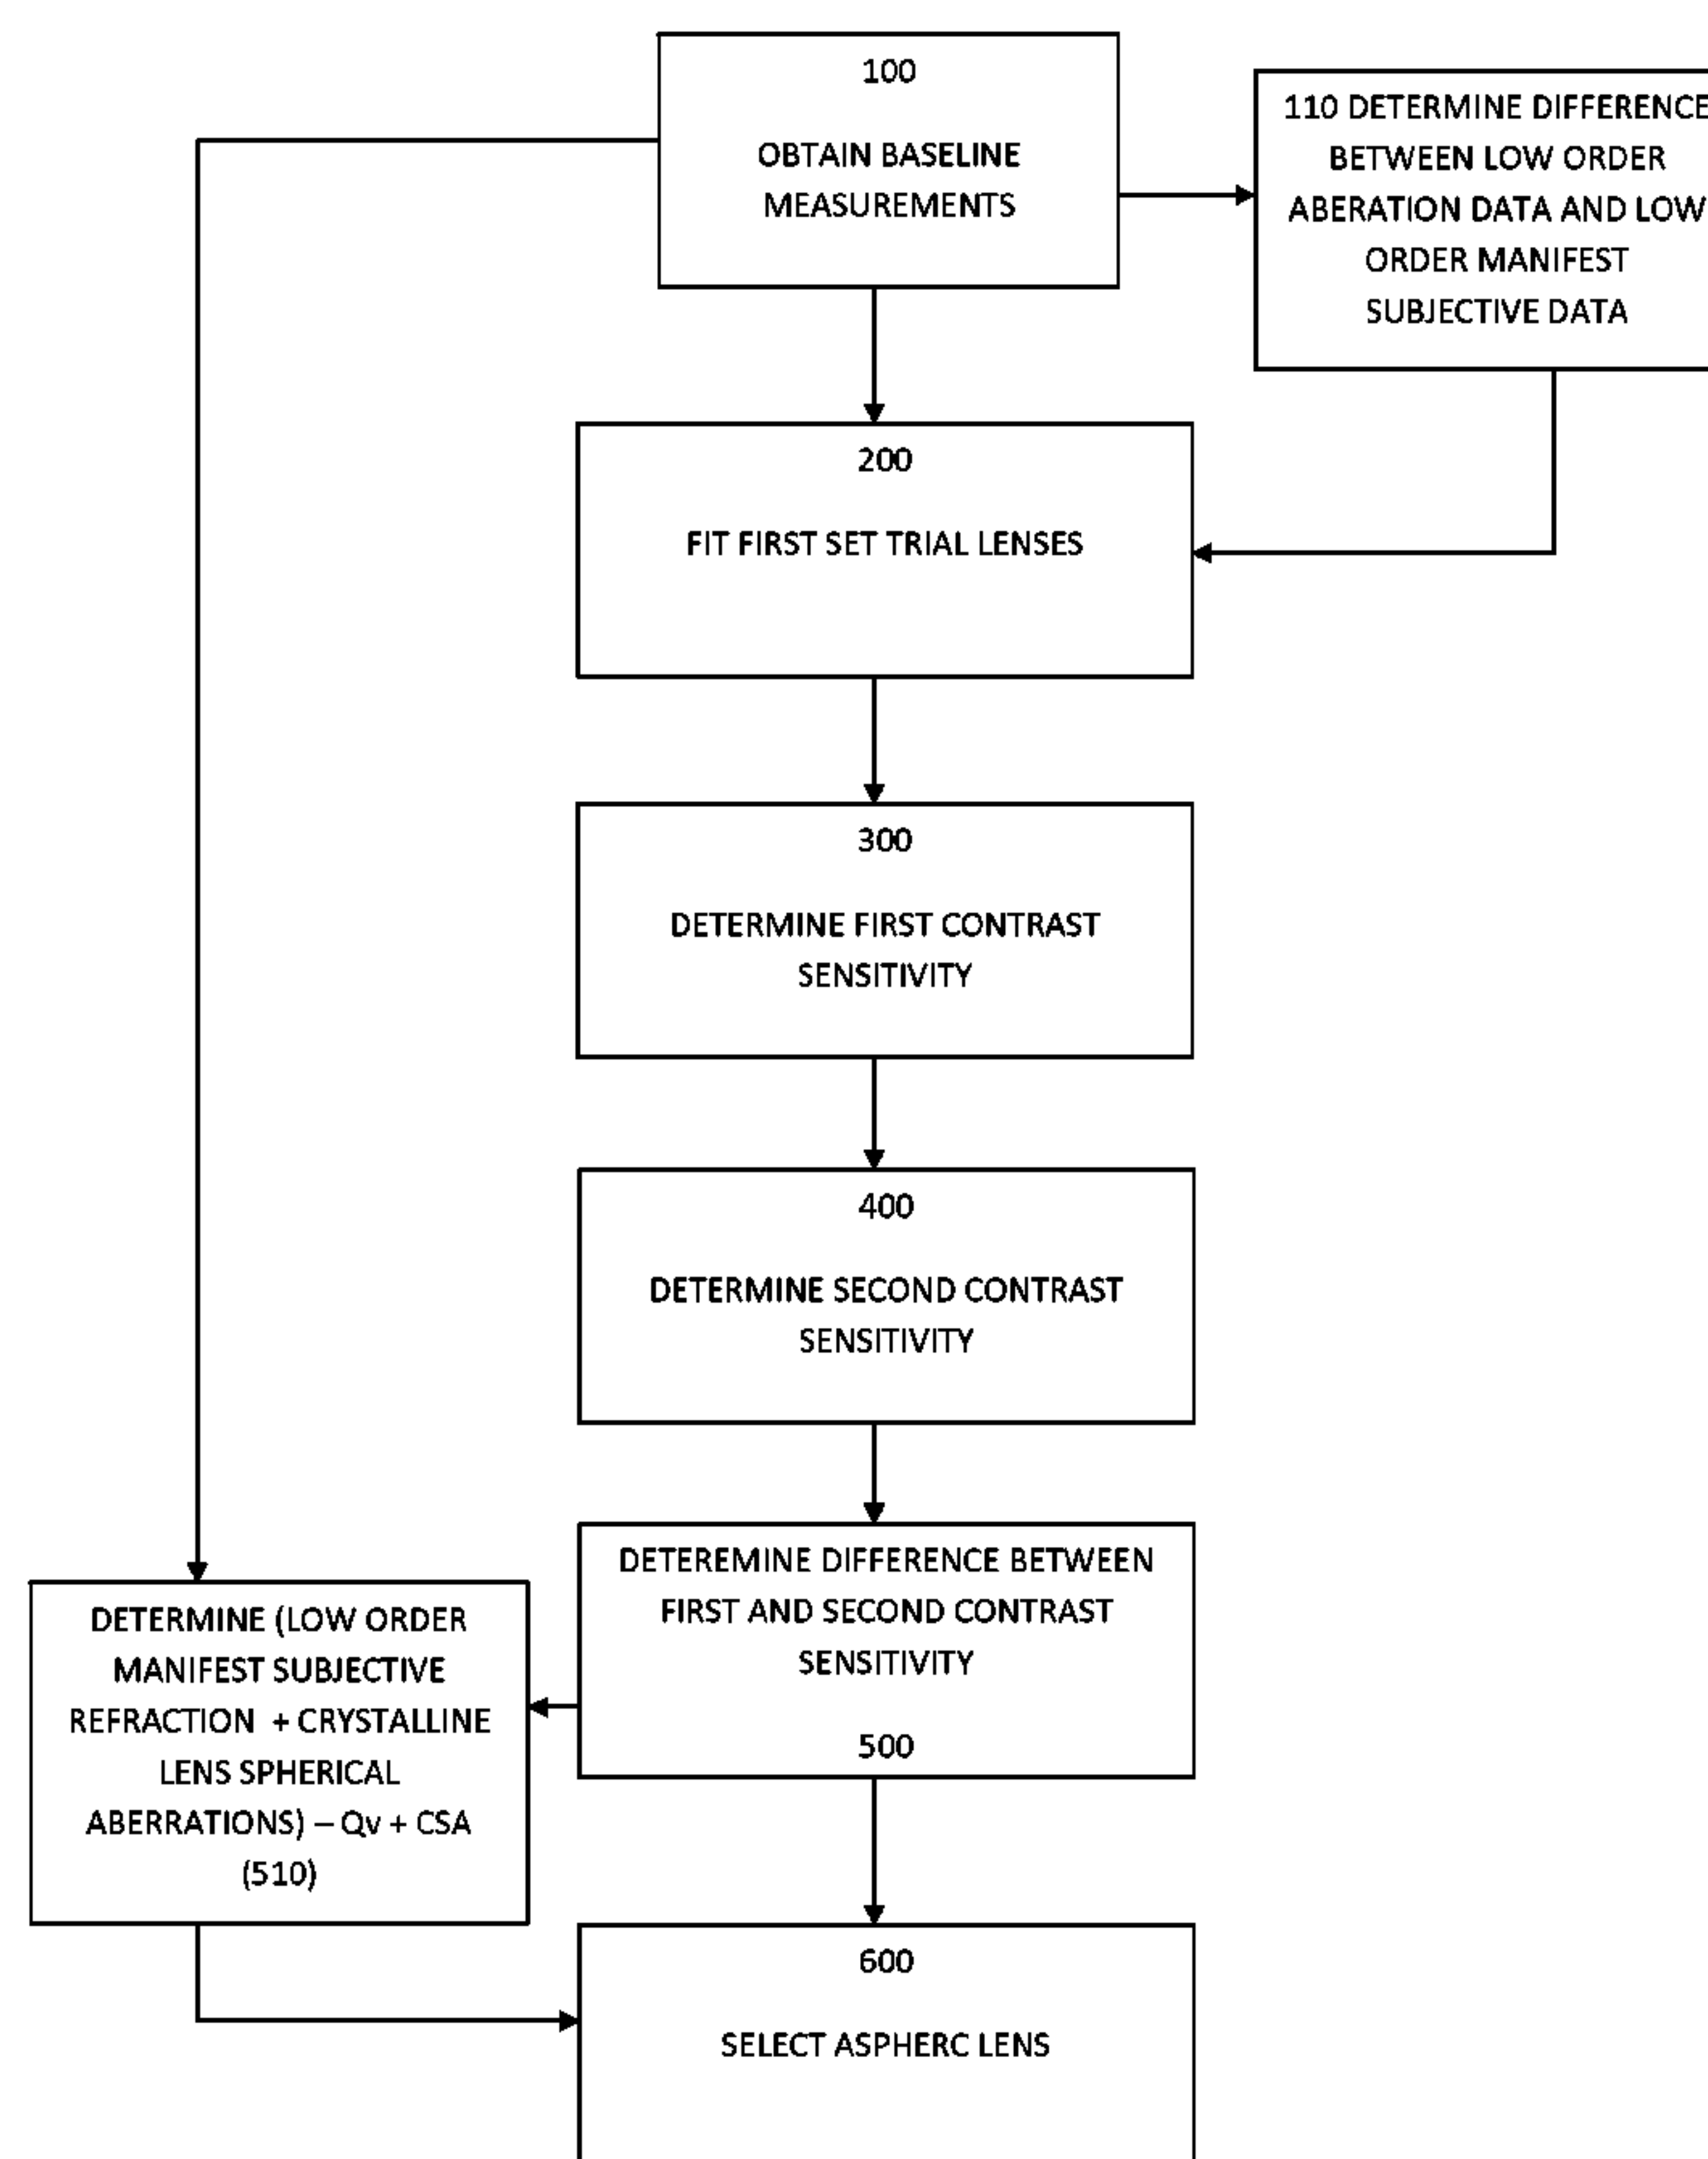 100
OBTAIN BASELINE
MEASUREMENTS
110 DETERMINE DIFFERENCE
BETWEEN LOW ORDER
ABERATION DATA AND LOW
ORDER MANIFEST
SUBJECTIVE DATA
200
FIT FIRST SET TRIAL LENSES
300
DETERMINE FIRST CONTRAST
SENSITIVITY
400
DETERMINE SECOND CONTRAST
SENSITIVITY
DETEREMINE DIFFERENCE BETWEEN
FIRST AND SECOND CONTRAST
SENSITIVITY
500
DETERMINE (LOW ORDER
MANIFEST SUBJECTIVE
REFRACTION + CRYSTALLINE
LENS SPHERICAL
ABERRATIONS) – Qv + CSA
(510)
600
SELECT ASPHERC LENS